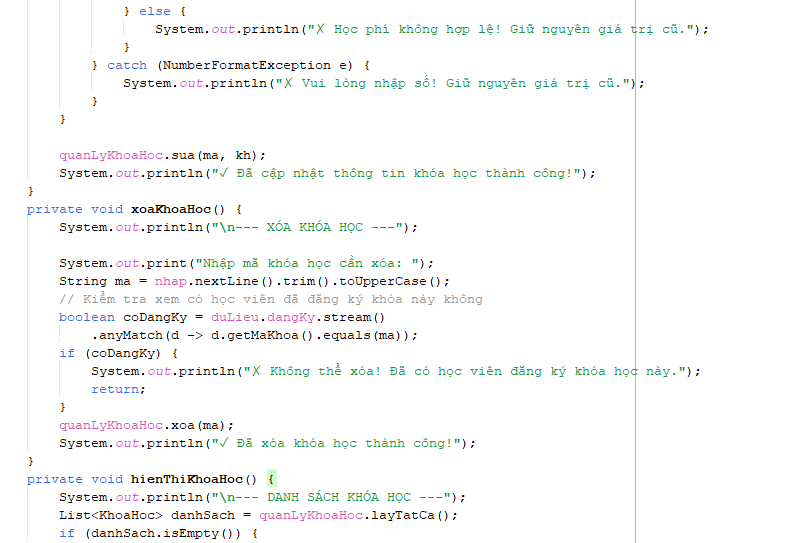 } else {
System.out.println("✗ Học phí không hợp lệ! Giữ nguyên giá trị cũ.");
}
} catch (NumberFormatException e) {
System.out.println("✗ Vui lòng nhập số! Giữ nguyên giá trị cũ.");
}
}
quanLyKhoaHoc.sua(ma, kh);
System.out.println("✓ Đã cập nhật thông tin khóa học thành công!");
}
private void xoaKhoaHoc() {
System.out.println("\n--- XÓA KHÓA HỌC ---");
System.out.print("Nhập mã khóa học cần xóa: ");
String ma = nhap.nextLine().trim().toUpperCase();
// Kiểm tra xem có học viên đã đăng ký khóa này không
boolean coDangKy = duLieu.dangKy.stream()
.anyMatch(d -> d.getMaKhoa().equals(ma));
if (coDangKy) {
System.out.println("✗ Không thể xóa! Đã có học viên đăng ký khóa học này.");
return;
}
quanLyKhoaHoc.xoa(ma);
System.out.println("✓ Đã xóa khóa học thành công!");
}
private void hienThiKhoaHoc() {
System.out.println("\n--- DANH SÁCH KHÓA HỌC ---");
List<KhoaHoc> danhSach = quanLyKhoaHoc.layTatCa();
if (danhSach.isEmpty()) {